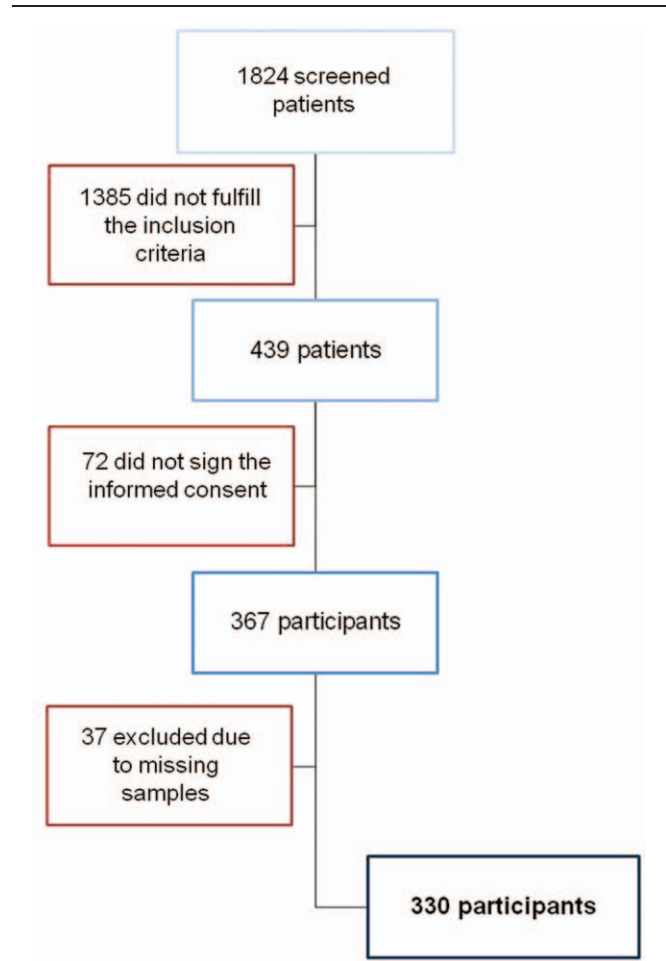 1824 screened
patients
1385 did not fulfill
the inclusion
criteria
439 patients
72 did not sign the
informed consent
367 participants
37 excluded due
to missing
samples
330 participants